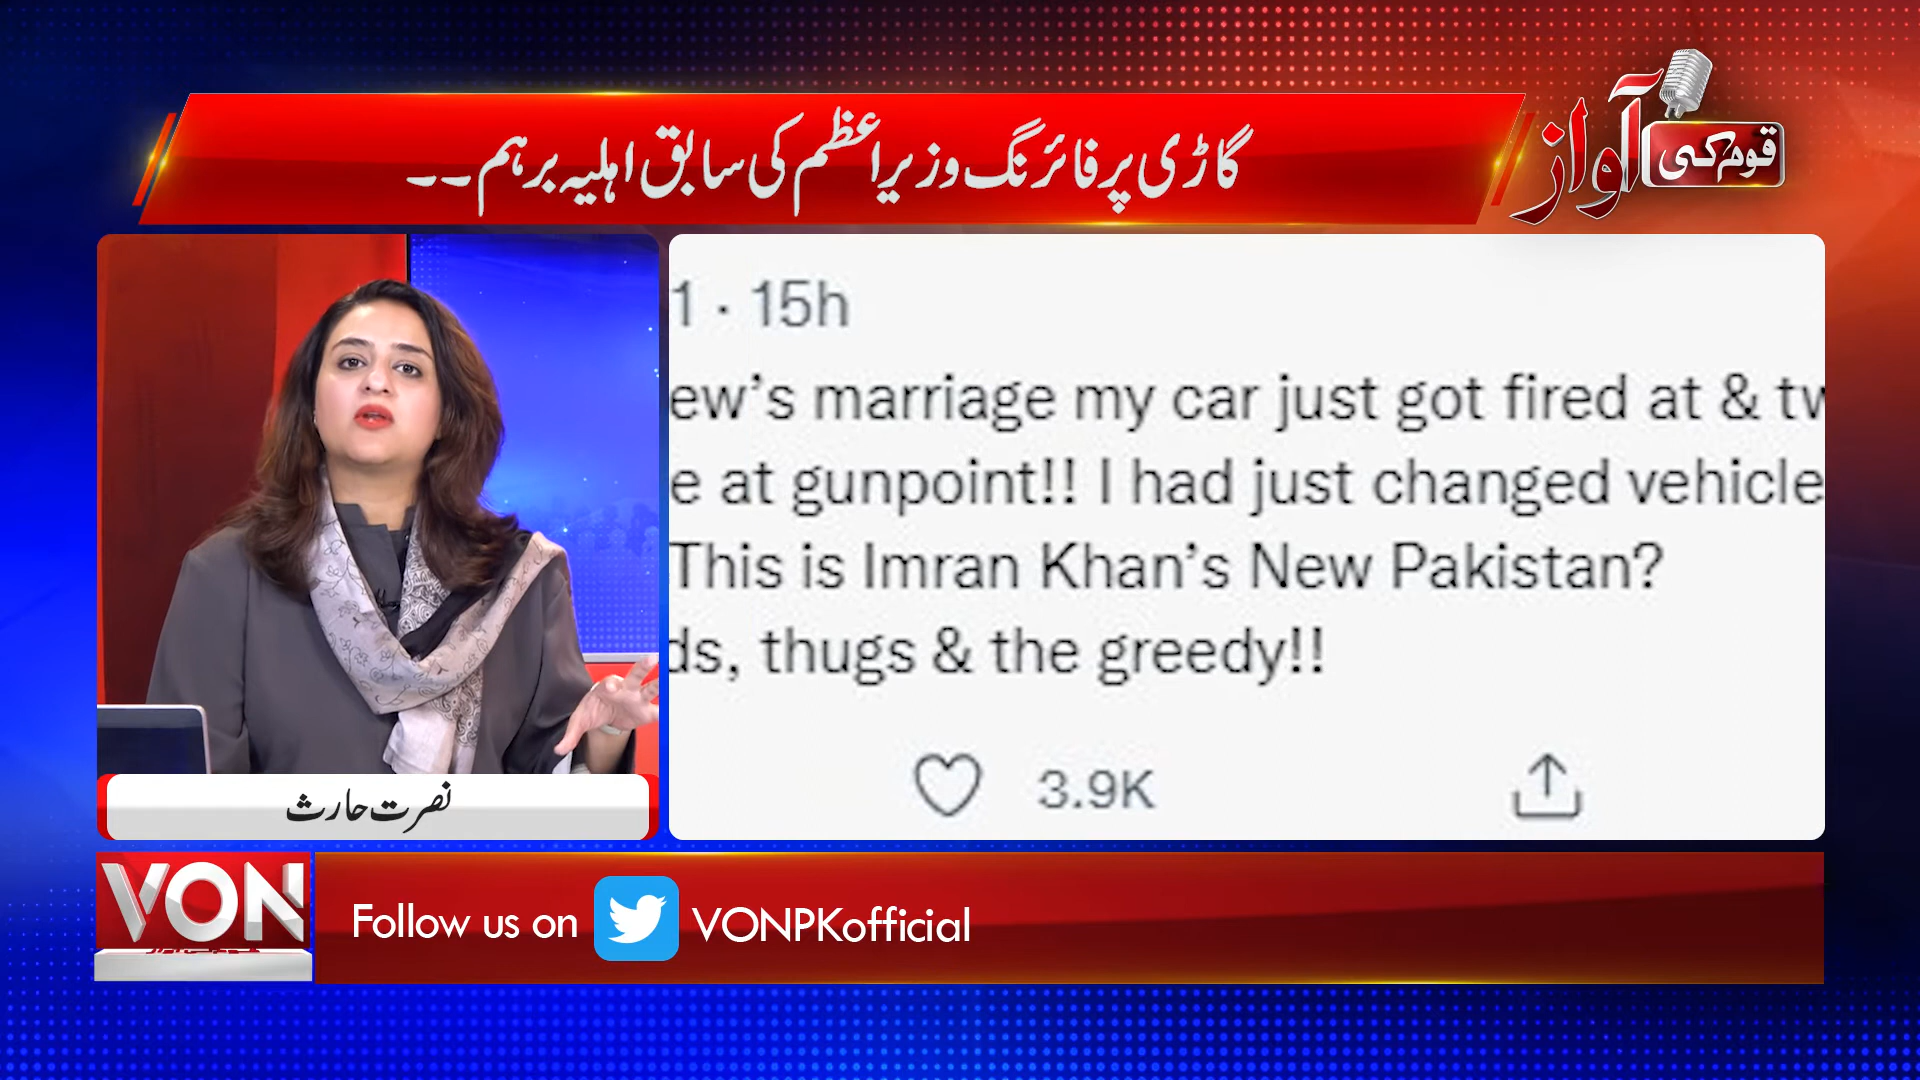 قوم کی آواز
گاڑی پر فائرنگ وزیراعظم کی سابق اہلیہ برہم ۔۔
1 · 15h
ew’s marriage my car just got fired at & tw
e at gunpoint!! I had just changed vehicle
This is Imran Khan’s New Pakistan?
ds, thugs & the greedy!!
3.9K
نصرت حارث
VON
Follow us on VONPKofficial